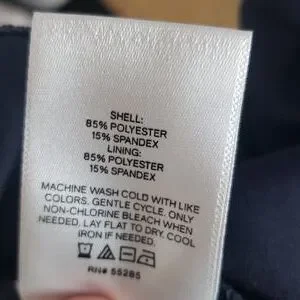 SHELL:
85% POLYESTER
15% SPANDEX
LINING:
85% POLYESTER
15% SPANDEX
MACHINE WASH COLD WITH LIKE
COLORS. GENTLE CYCLE. ONLY
NON-CHLORINE BLEACH WHEN
NEEDED. LAY FLAT TO DRY. COOL
IRON IF NEEDED.
RN# 55285